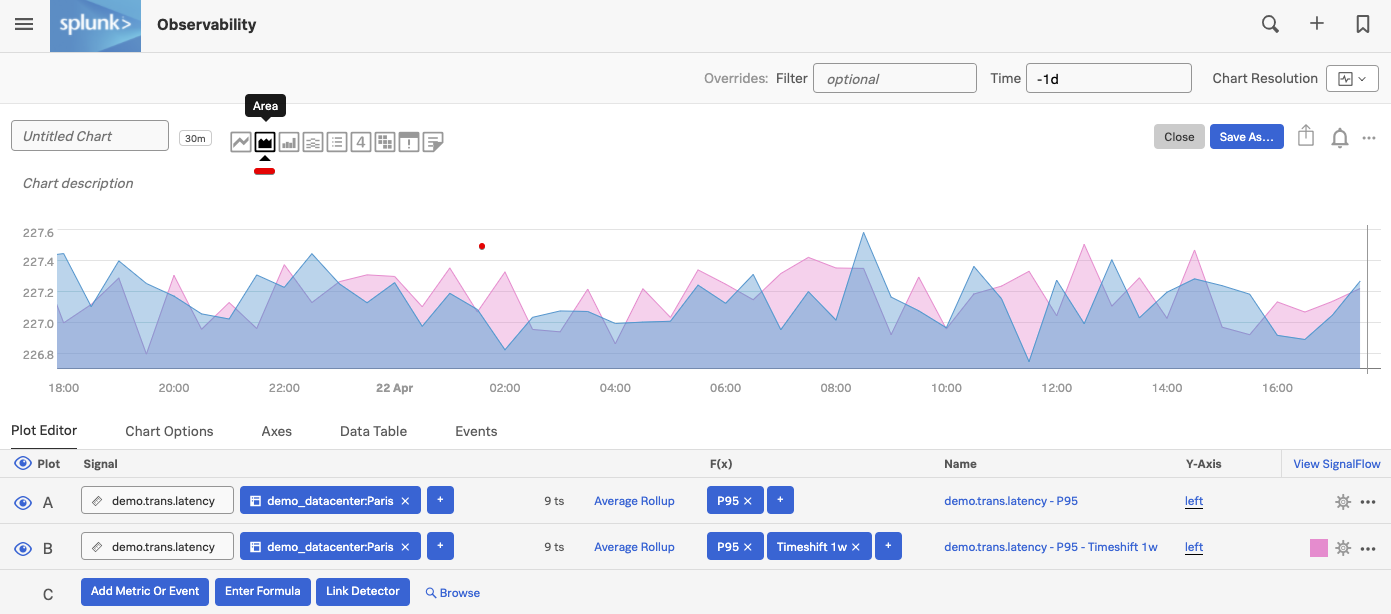 splunk> Observability
Overrides: Filter optional Time -1d Chart Resolution
Area
Untitled Chart 30m 4 Close Save As...
Chart description
227.6
227.4
227.2
227.0
226.8
18:00 20:00 22:00 22 Apr 02:00 04:00 06:00 08:00 10:00 12:00 14:00 16:00
Plot Editor Chart Options Axes Data Table Events
Plot Signal F(x) Name Y-Axis View SignalFlow
A demo.trans.latency demo_datacenter:Paris × + 9 ts Average Rollup P95 × + demo.trans.latency - P95 left
B demo.trans.latency demo_datacenter:Paris × + 9 ts Average Rollup P95 × Timeshift 1w × + demo.trans.latency - P95 - Timeshift 1w left
C Add Metric Or Event Enter Formula Link Detector Browse